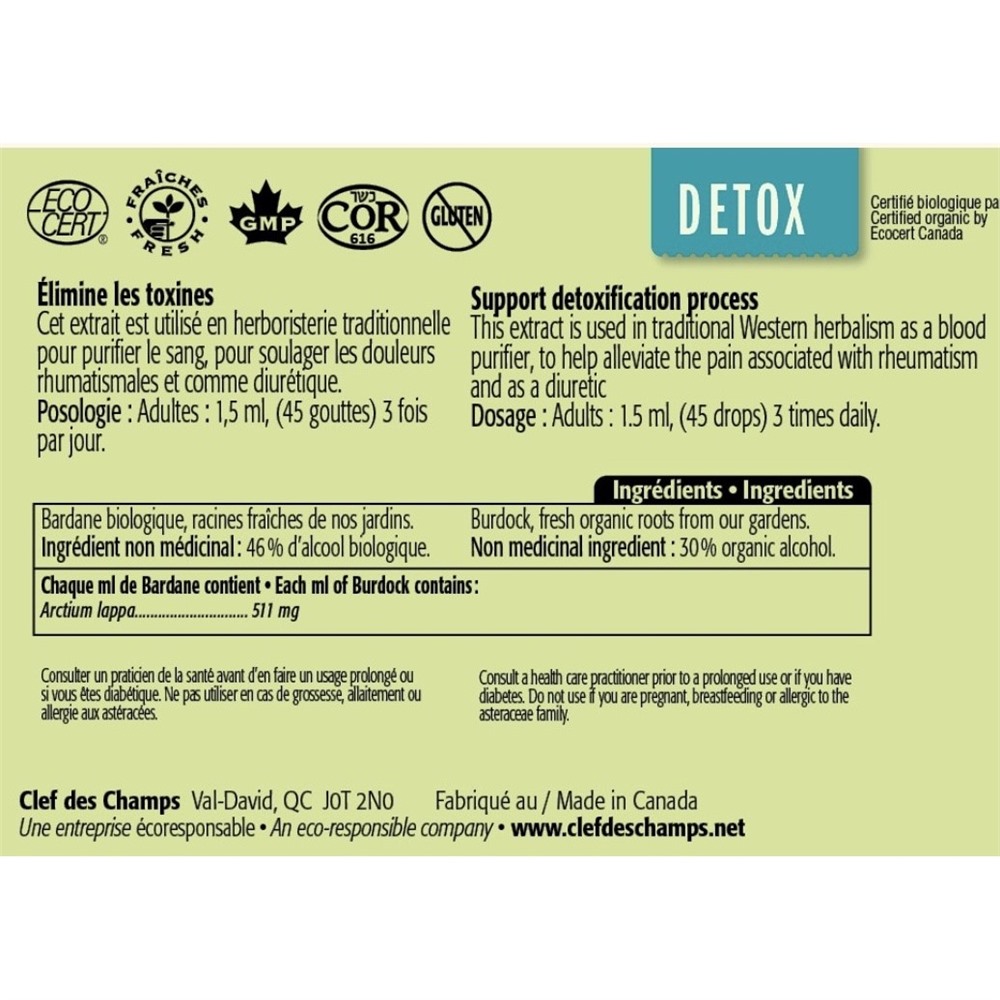 ECO
CERT
®
FRAÎCHES
FRESH
GMP
כשר
COR
616
GLUTEN
DETOX
Certifié biologique pa
Certified organic by
Ecocert Canada
Élimine les toxines
Cet extrait est utilisé en herboristerie traditionnelle
pour purifier le sang, pour soulager les douleurs
rhumatismales et comme diurétique.
Posologie : Adultes : 1,5 ml, (45 gouttes) 3 fois
par jour.
Support detoxification process
This extract is used in traditional Western herbalism as a blood
purifier, to help alleviate the pain associated with rheumatism
and as a diuretic
Dosage : Adults : 1.5 ml, (45 drops) 3 times daily.
Ingrédients • Ingredients
Bardane biologique, racines fraîches de nos jardins.
Ingrédient non médicinal : 46% d'alcool biologique.
Burdock, fresh organic roots from our gardens.
Non medicinal ingredient : 30% organic alcohol.
Chaque ml de Bardane contient • Each ml of Burdock contains :
Arctium lappa............................ 511 mg
Consulter un praticien de la santé avant d'en faire un usage prolongé ou
si vous êtes diabétique. Ne pas utiliser en cas de grossesse, allaitement ou
allergie aux astéracées.
Consult a health care practitioner prior to a prolonged use or if you have
diabetes. Do not use if you are pregnant, breastfeeding or allergic to the
asteraceae family.
Clef des Champs Val-David, QC J0T 2N0 Fabriqué au / Made in Canada
Une entreprise écoresponsable • An eco-responsible company • www.clefdeschamps.net